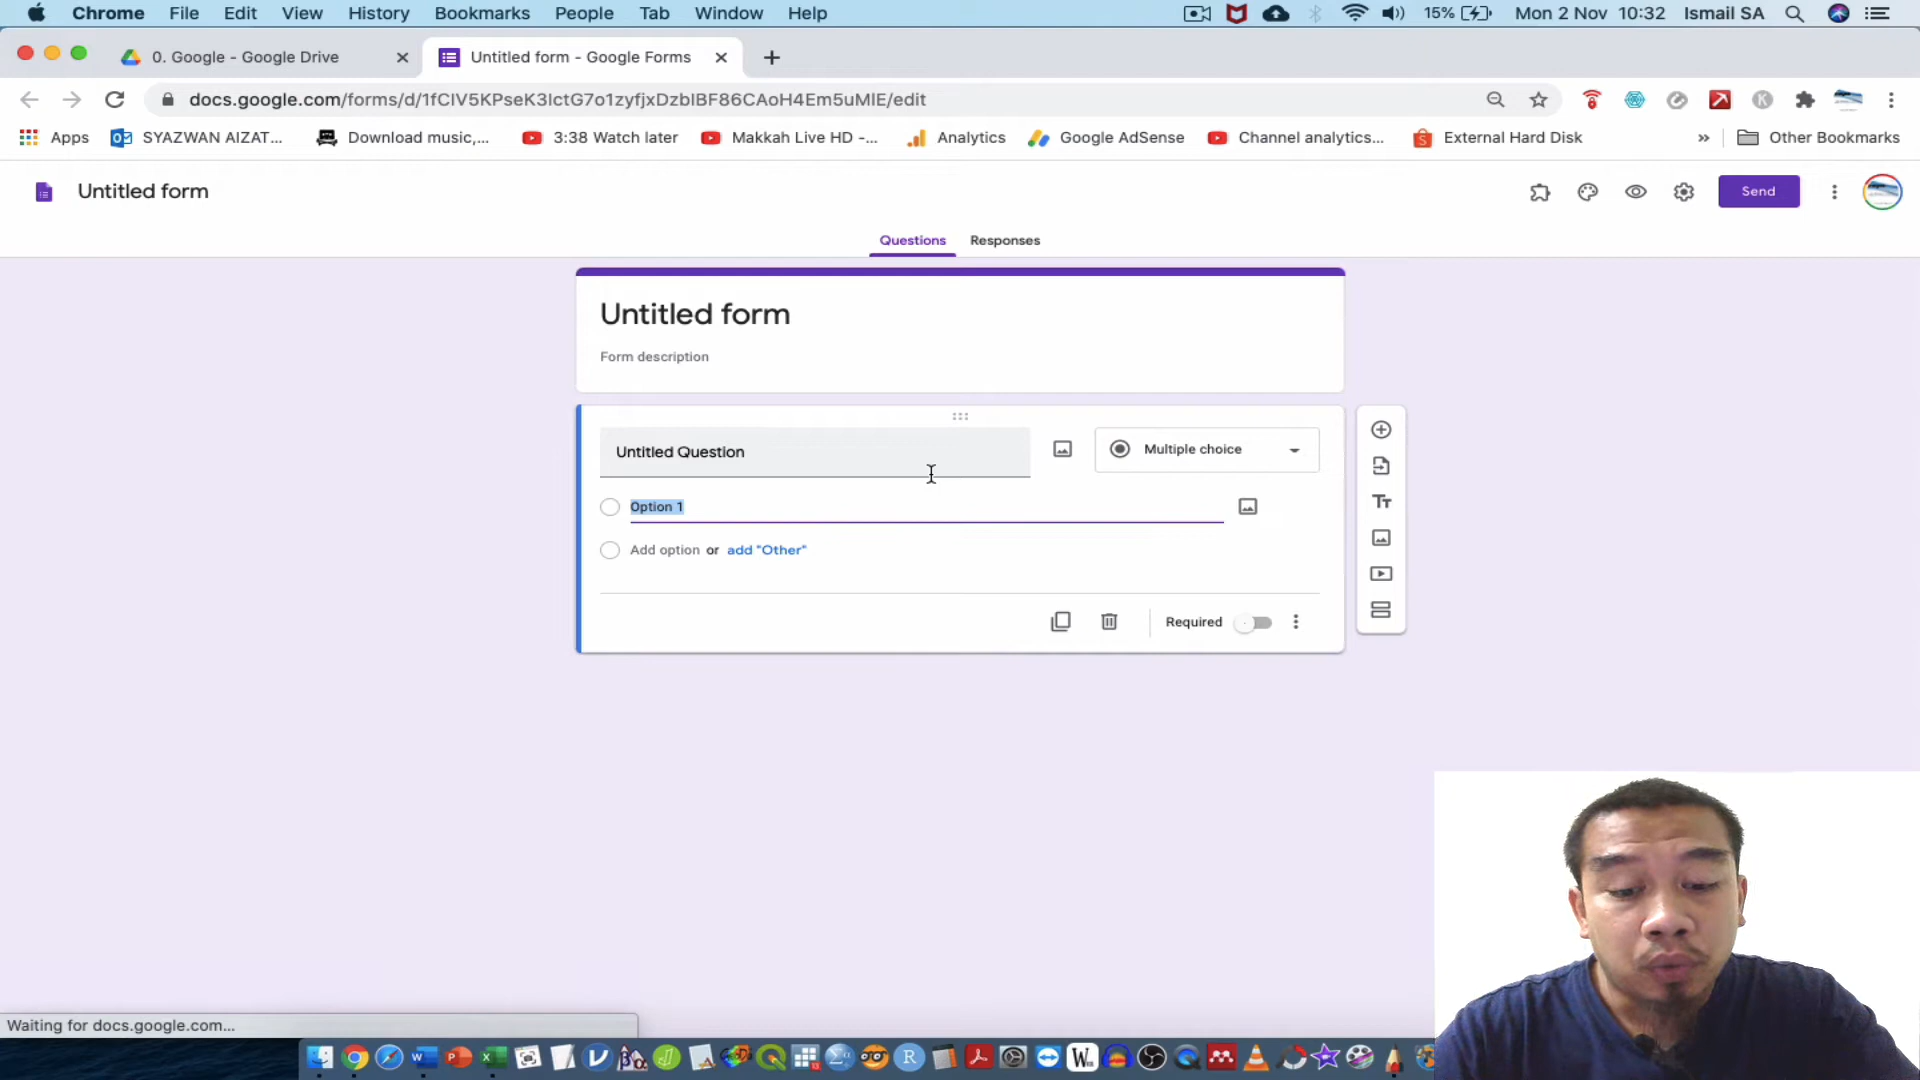 Chrome File Edit View History Bookmarks People Tab Window Help 15% Mon 2 Nov 10:32 Ismail SA
0. Google - Google Drive Untitled form - Google Forms
docs.google.com/forms/d/1fClV5KPseK3lctG7o1zyfjxDzblBF86CAoH4Em5uMlE/edit
Apps SYAZWAN AIZAT... Download music,... 3:38 Watch later Makkah Live HD -... Analytics Google AdSense Channel analytics... External Hard Disk » Other Bookmarks
Untitled form Send
Questions Responses
Untitled form
Form description
Untitled Question Multiple choice
Option 1
Add option or add "Other"
Required
Waiting for docs.google.com...